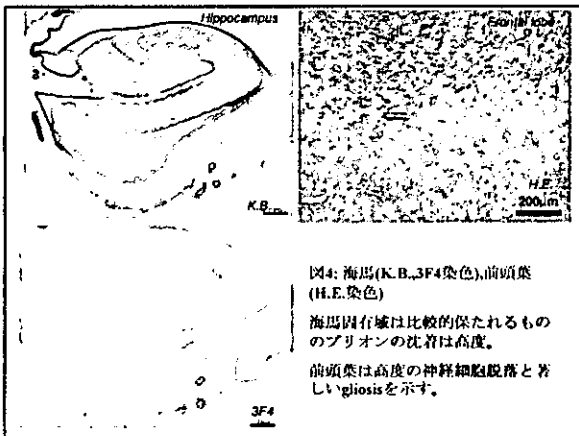 Hippocampus
Frontal lobe
K.B.
H.E.
200μm
3F4
図4: 海馬(K.B.,3F4染色),前頭葉
(H.E.染色)
海馬固有域は比較的保たれるもの
のプリオンの沈着は高度。
前頭葉は高度の神経細胞脱落と著
しいgliosisを示す。